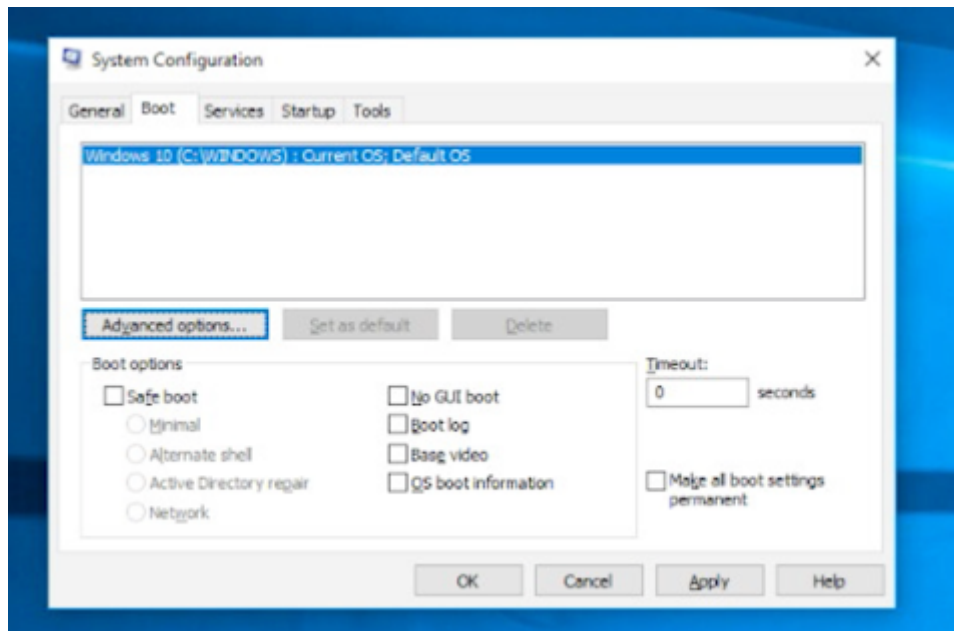 System Configuration
General Boot Services Startup Tools
Windows 10 (C:\WINDOWS) : Current OS; Default OS
Advanced options... Set as default Delete
Boot options
Timeout:
Safe boot No GUI boot 0 seconds
Minimal Boot log
Alternate shell Base video
Active Directory repair OS boot information Make all boot settings
permanent
Network
OK Cancel Apply Help